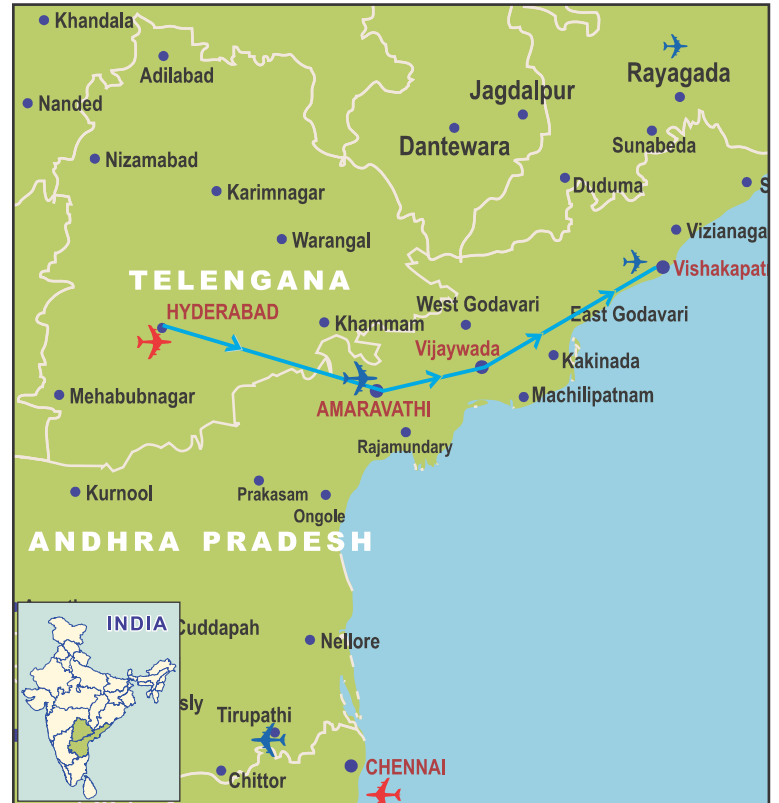 Khandala
Adilabad
Rayagada
Jagdalpur
Nanded
Dantewara
Sunabeda
Nizamabad
Duduma
S
Karimnagar
Vizianaga
Warangal
Vishakapat
TELENGANA
HYDERABAD
West Godavari
East Godavari
Khammam
Vijaywada
Kakinada
Mehabubnagar
AMARAVATHI
Machilipatnam
Rajamundary
Kurnool
Prakasam
Ongole
ANDHRA PRADESH
INDIA
Cuddapah
Nellore
sly
Tirupathi
Chittor
CHENNAI